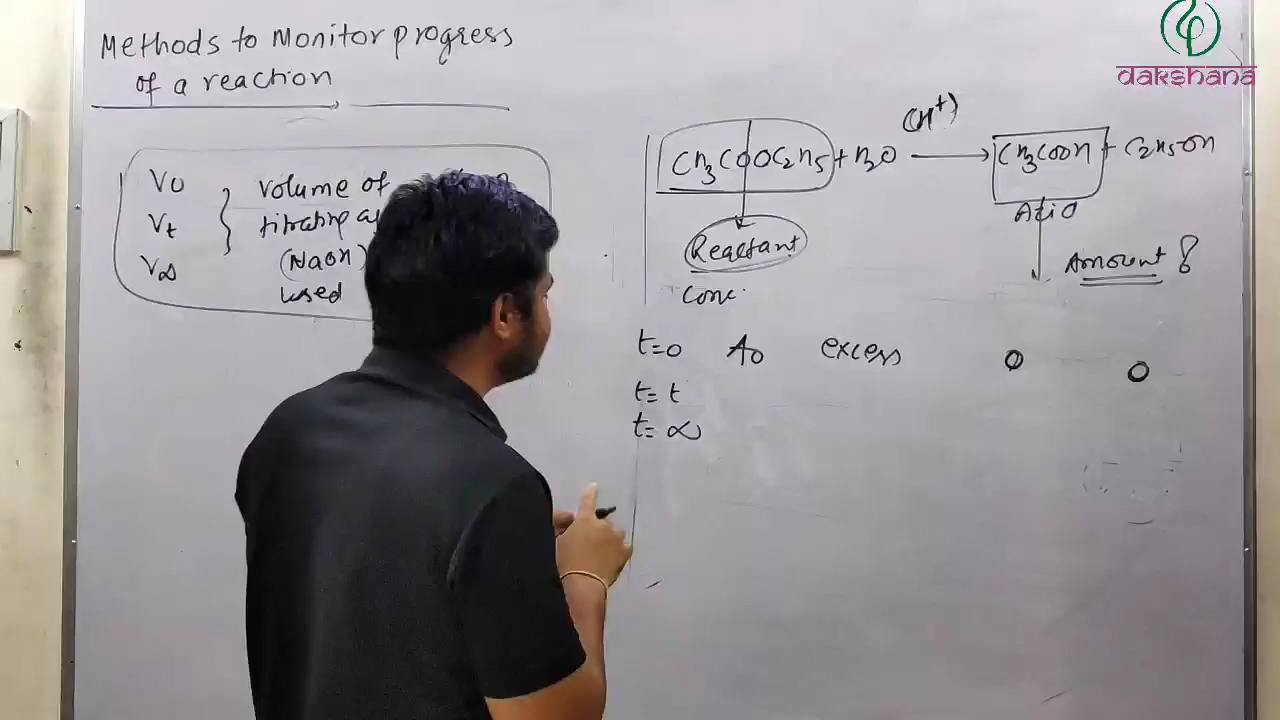 Methods to Monitor progress
of a reaction
dakshana
V0
Vt
V∞
volume of
titrating
(NaOH)
used
(H+)
CH3COOC2H5 + H2O → CH3COOH + C2H5OH
Reactant
conc.
Acid
Amount ?
t=0 A0 excess 0 0
t=t
t=∞